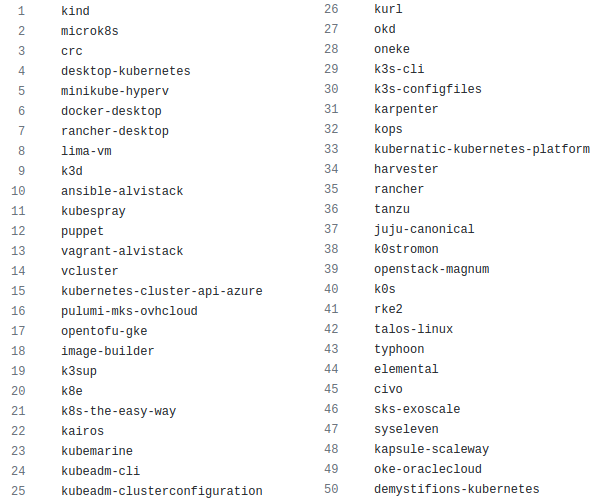 1 kind
2 microk8s
3 crc
4 desktop-kubernetes
5 minikube-hyperv
6 docker-desktop
7 rancher-desktop
8 lima-vm
9 k3d
10 ansible-alvistack
11 kubespray
12 puppet
13 vagrant-alvistack
14 vcluster
15 kubernetes-cluster-api-azure
16 pulumi-mks-ovhcloud
17 opentofu-gke
18 image-builder
19 k3sup
20 k8e
21 k8s-the-easy-way
22 kairos
23 kubemarine
24 kubeadm-cli
25 kubeadm-clusterconfiguration
26 kurl
27 okd
28 oneke
29 k3s-cli
30 k3s-configfiles
31 karpenter
32 kops
33 kubernatic-kubernetes-platform
34 harvester
35 rancher
36 tanzu
37 juju-canonical
38 k0stromon
39 openstack-magnum
40 k0s
41 rke2
42 talos-linux
43 typhoon
44 elemental
45 civo
46 sks-exoscale
47 syseleven
48 kapsule-scaleway
49 oke-oraclecloud
50 demystifions-kubernetes